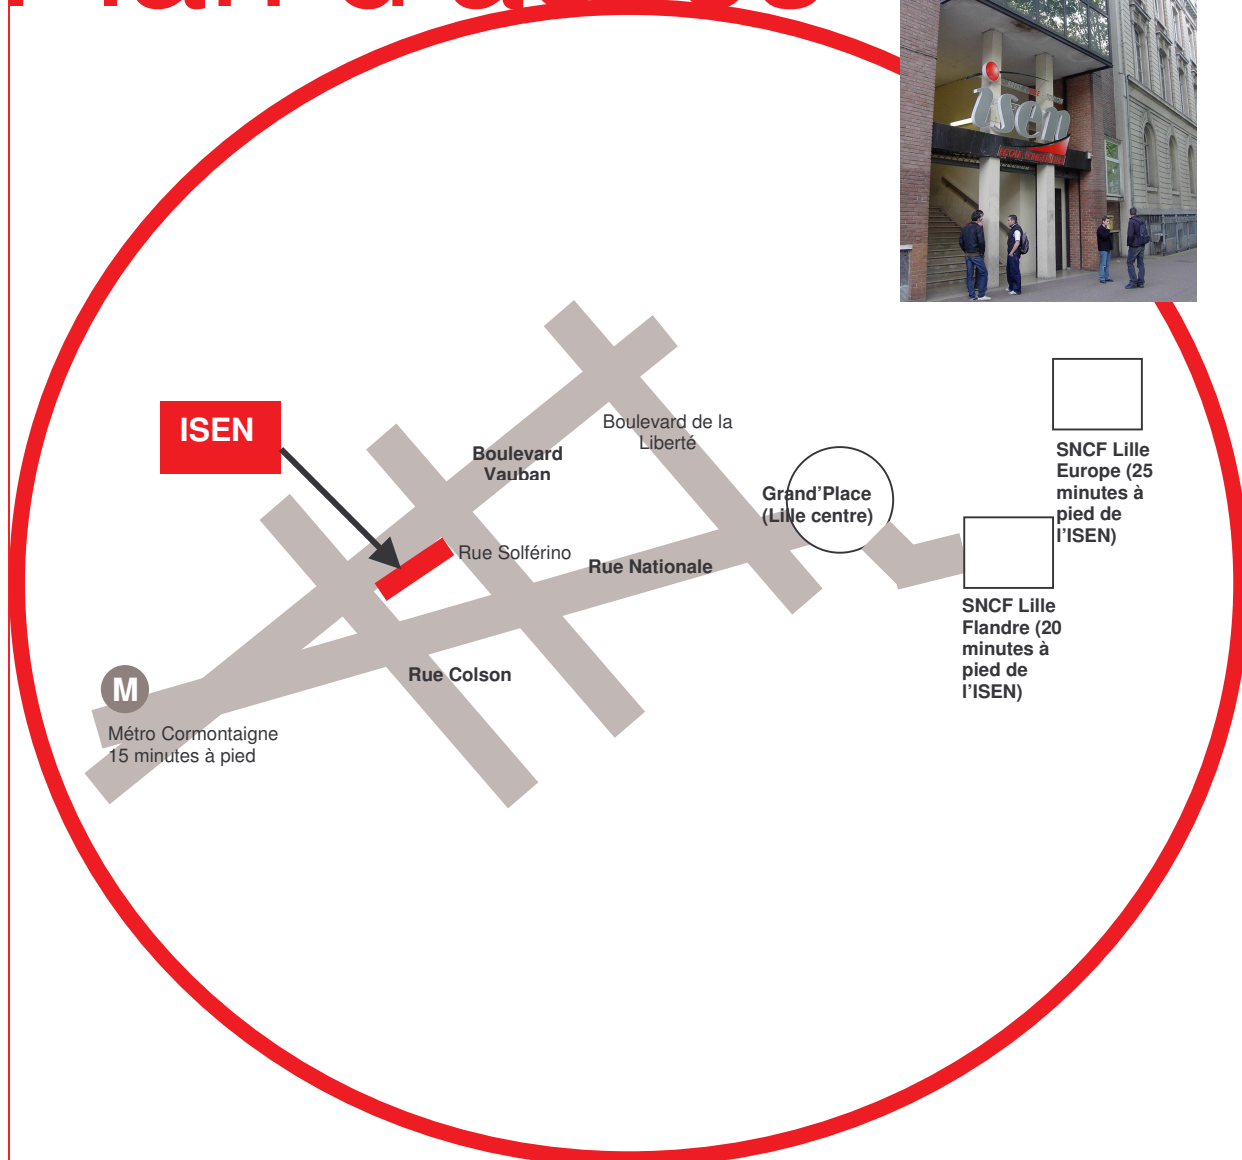 Plan d'accès
isen
ISEN
Boulevard de la
Liberté
Boulevard
Vauban
Grand'Place
(Lille centre)
SNCF Lille
Europe (25
minutes à
pied de
l'ISEN)
Rue Solférino
Rue Nationale
SNCF Lille
Flandre (20
minutes à
pied de
l'ISEN)
Rue Colson
M
Métro Cormontaigne
15 minutes à pied